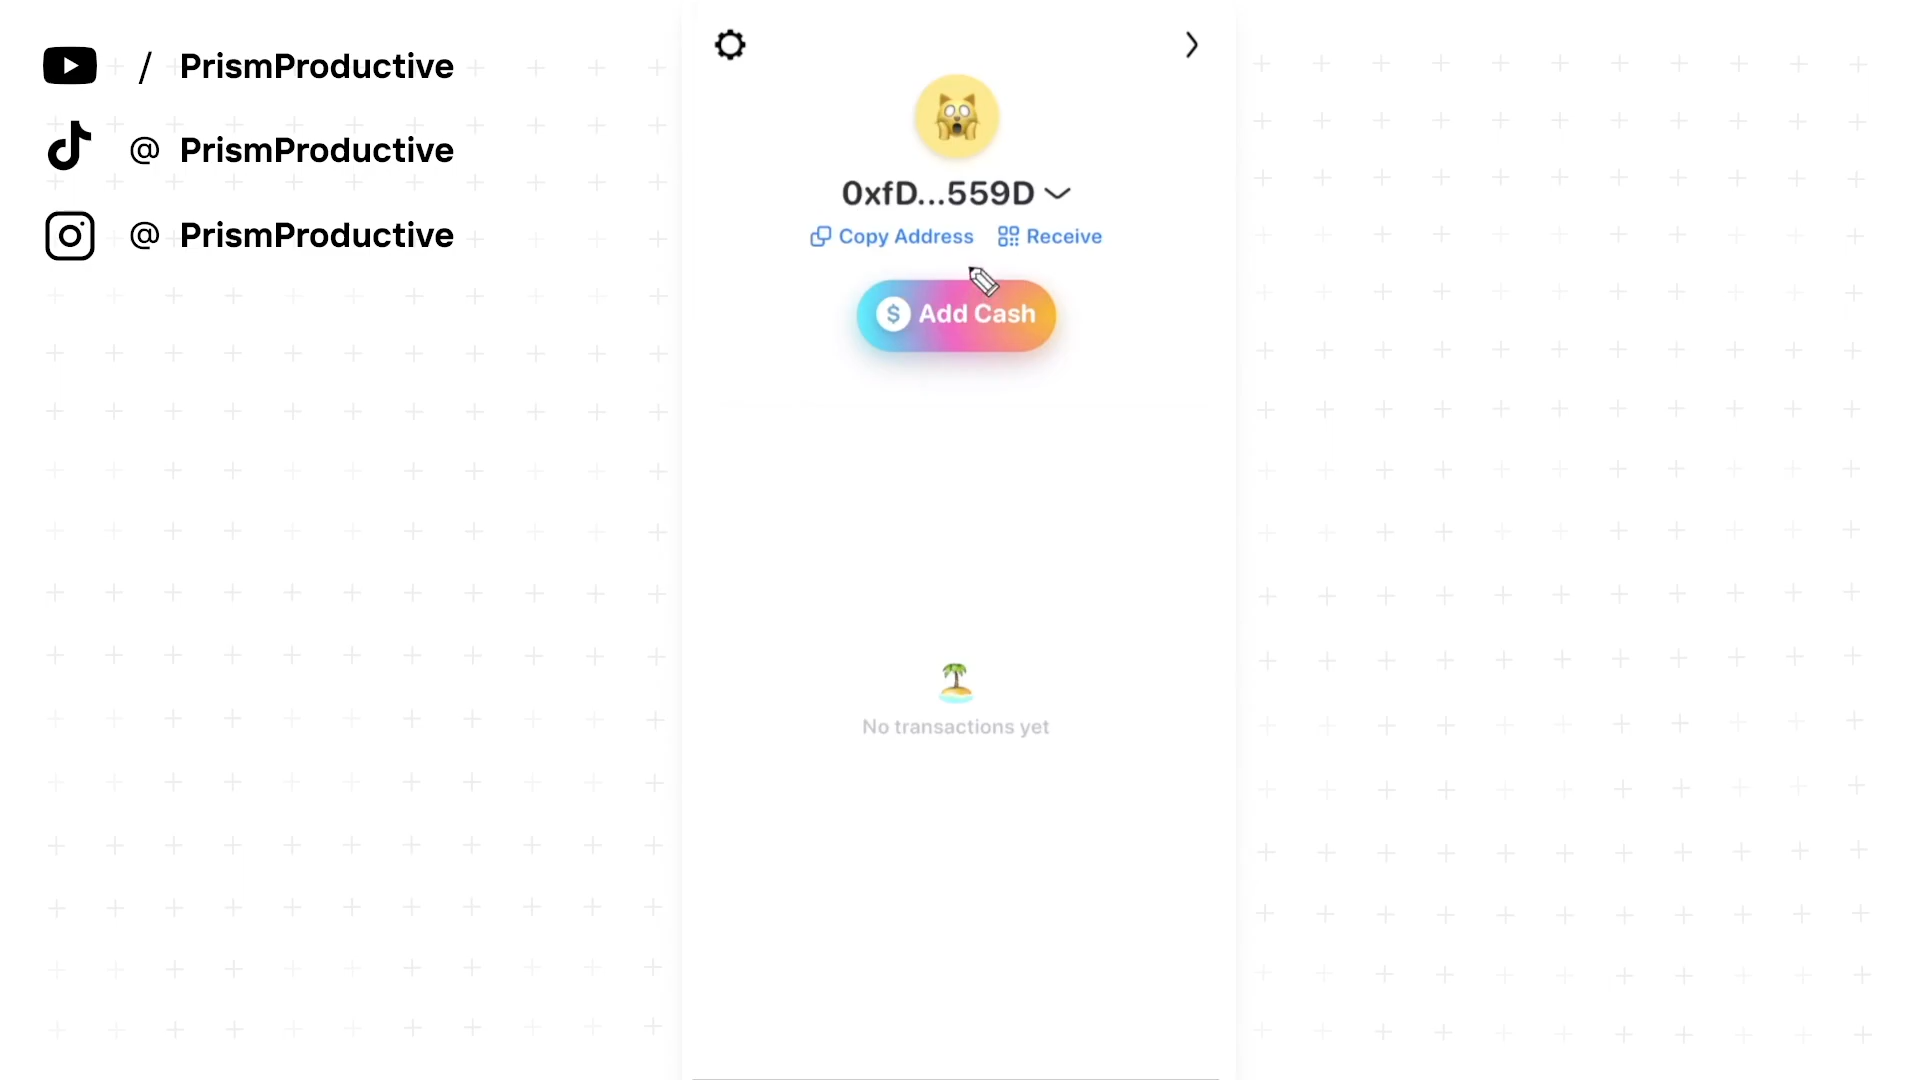 / PrismProductive
@ PrismProductive
@ PrismProductive
0xfD...559D
Copy Address Receive
$ Add Cash
No transactions yet